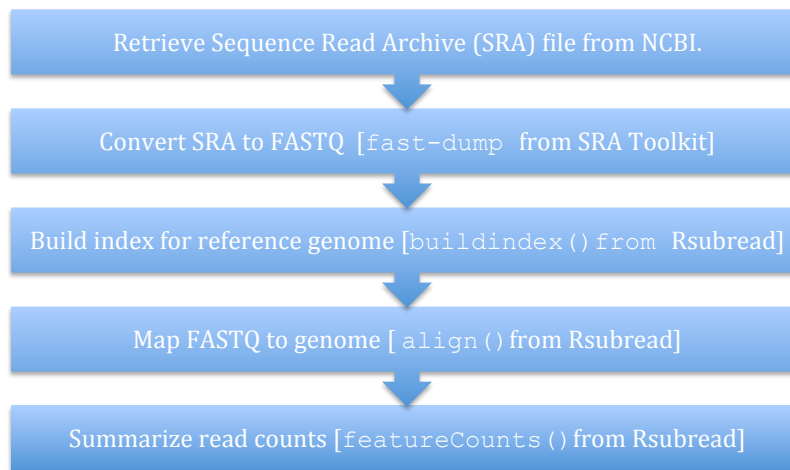 Retrieve Sequence Read Archive (SRA) file from NCBI.
Convert SRA to FASTQ [fast-dump from SRA Toolkit]
Build index for reference genome [buildindex()from Rsubread]
Map FASTQ to genome [ align()from Rsubread]
Summarize read counts [featureCounts()from Rsubread]